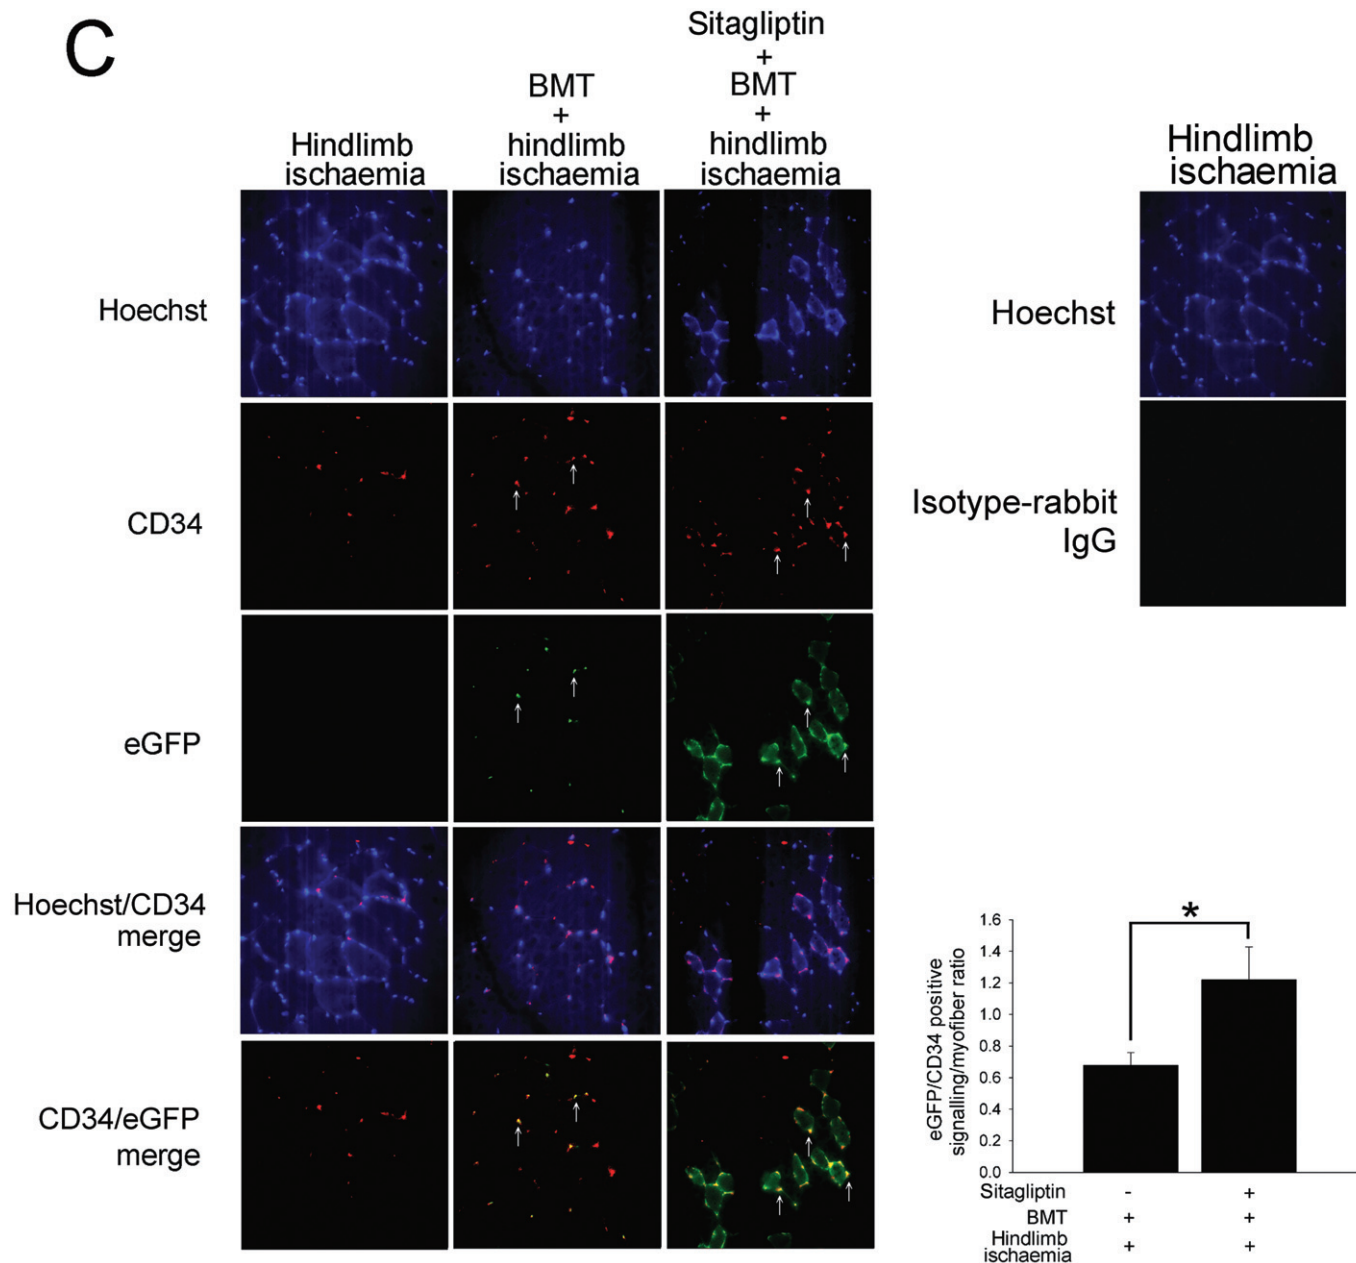 C
Sitagliptin
+
BMT
+
hindlimb
ischaemia
BMT
+
hindlimb
ischaemia
Hindlimb
ischaemia
Hindlimb
ischaemia
Hoechst
CD34
eGFP
Hoechst/CD34
merge
CD34/eGFP
merge
Hoechst
Isotype-rabbit
IgG
eGFP/CD34 positive
signalling/myofiber ratio
1.6
1.4
1.2
1.0
0.8
0.6
0.4
0.2
0.0
*
Sitagliptin - +
BMT + +
Hindlimb
ischaemia + +